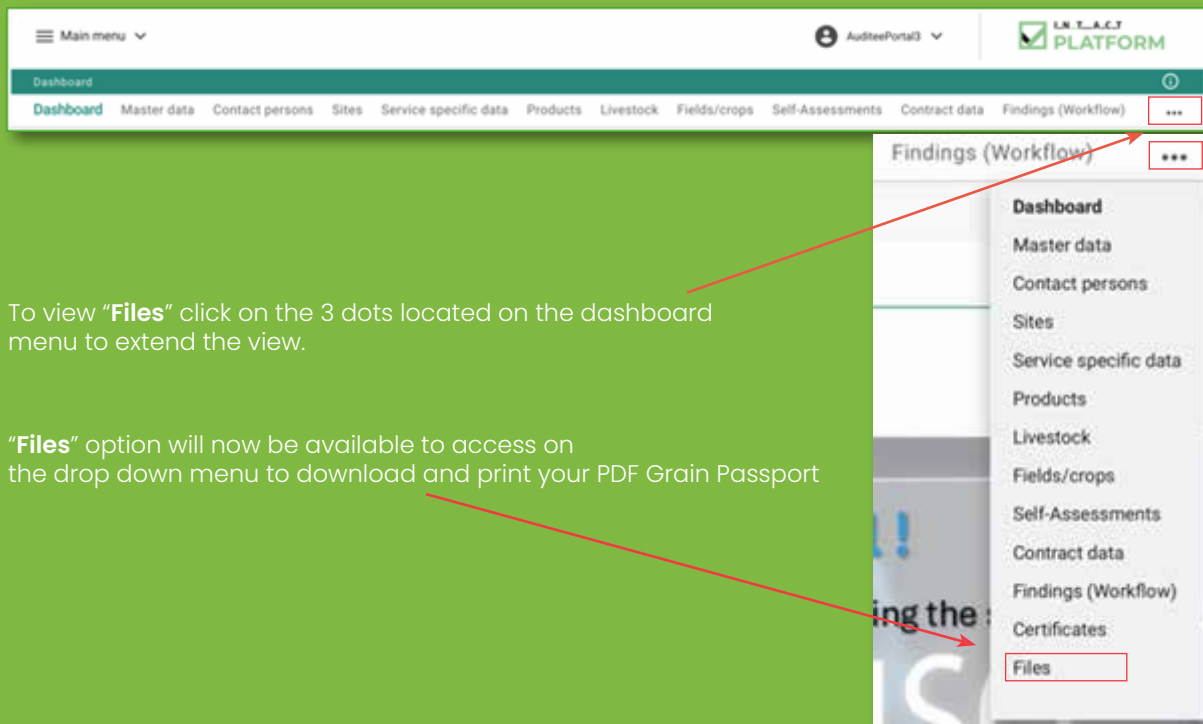 Main menu
AuditeePortal3
I.N.T._.A.C.T
PLATFORM
Dashboard
Dashboard Master data Contact persons Sites Service specific data Products Livestock Fields/crops Self-Assessments Contract data Findings (Workflow) •••
Findings (Workflow) •••
Dashboard
Master data
Contact persons
Sites
Service specific data
Products
Livestock
Fields/crops
Self-Assessments
Contract data
Findings (Workflow)
Certificates
Files
To view “Files” click on the 3 dots located on the dashboard
menu to extend the view.
“Files” option will now be available to access on
the drop down menu to download and print your PDF Grain Passport
!
ing the